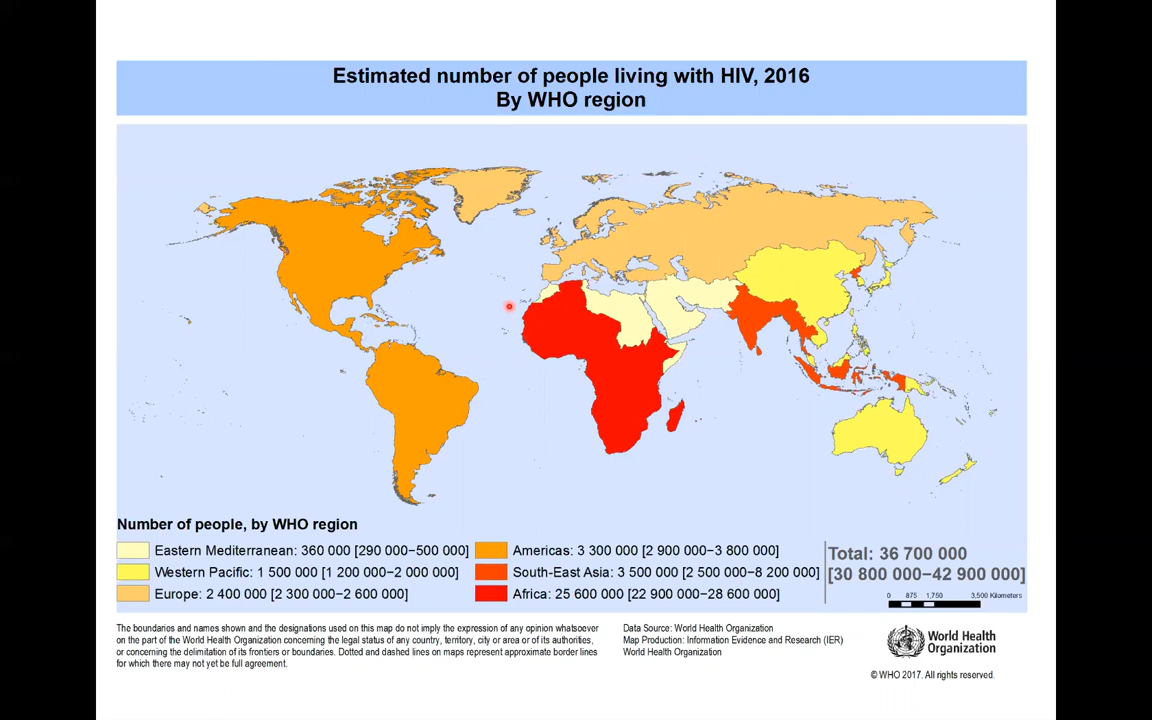 Estimated number of people living with HIV, 2016
By WHO region
Number of people, by WHO region
Eastern Mediterranean: 360 000 [290 000–500 000]
Western Pacific: 1 500 000 [1 200 000–2 000 000]
Europe: 2 400 000 [2 300 000–2 600 000]
Americas: 3 300 000 [2 900 000–3 800 000]
South-East Asia: 3 500 000 [2 500 000–8 200 000]
Africa: 25 600 000 [22 900 000–28 600 000]
Total: 36 700 000
[30 800 000–42 900 000]
0 875 1,750 3,500 Kilometers
The boundaries and names shown and the designations used on this map do not imply the expression of any opinion whatsoever
on the part of the World Health Organization concerning the legal status of any country, territory, city or area or of its authorities,
or concerning the delimitation of its frontiers or boundaries. Dotted and dashed lines on maps represent approximate border lines
for which there may not yet be full agreement.
Data Source: World Health Organization
Map Production: Information Evidence and Research (IER)
World Health Organization
World Health
Organization
© WHO 2017. All rights reserved.